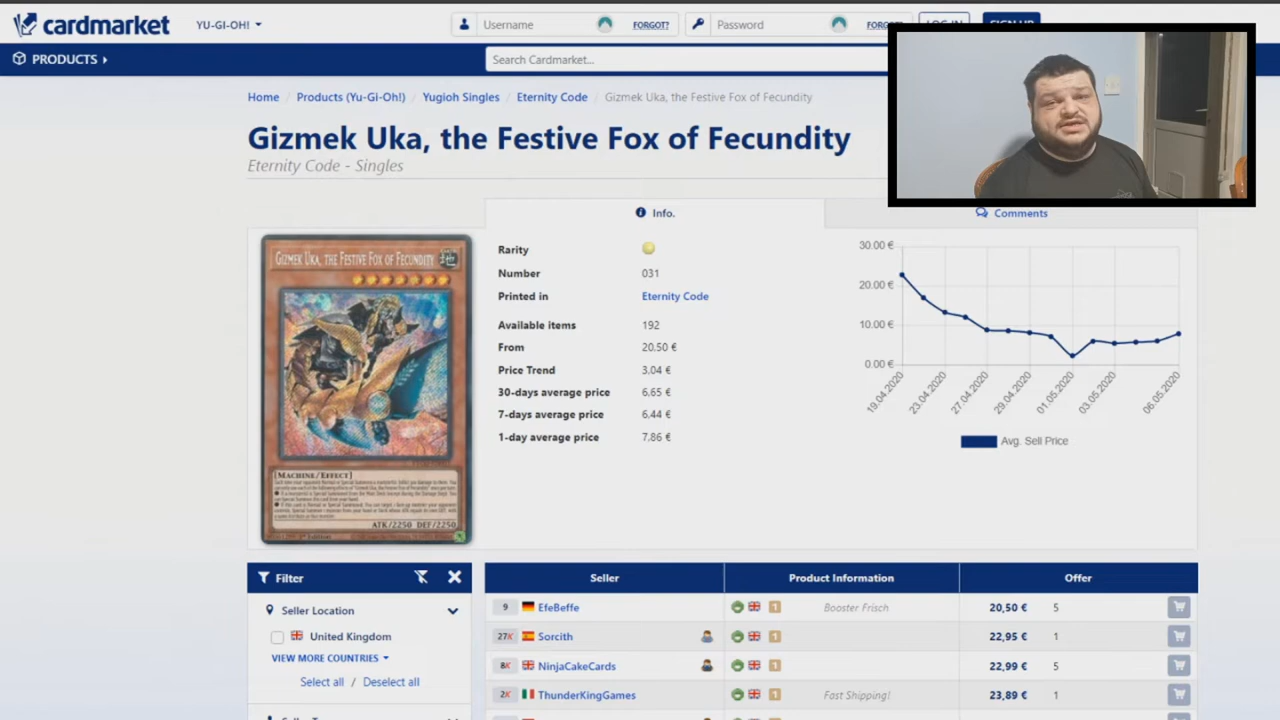 cardmarket
YU-GI-OH!
Username
FORGOT?
Password
PRODUCTS
Search Cardmarket...
Home / Products (Yu-Gi-Oh!) / Yugioh Singles / Eternity Code / Gizmek Uka, the Festive Fox of Fecundity
Gizmek Uka, the Festive Fox of Fecundity
Eternity Code - Singles
Info.
Comments
GIZMEK UKA, THE FESTIVE FOX OF FECUNDITY
地
[MACHINE/EFFECT]
ATK/2250 DEF/2250
Rarity
Number 031
Printed in Eternity Code
Available items 192
From 20,50 €
Price Trend 3,04 €
30-days average price 6,65 €
7-days average price 6,44 €
1-day average price 7,86 €
30.00 €
20.00 €
10.00 €
0.00 €
19.04.2020
23.04.2020
27.04.2020
29.04.2020
01.05.2020
03.05.2020
06.05.2020
Avg. Sell Price
Filter
Seller Location
United Kingdom
VIEW MORE COUNTRIES
Select all / Deselect all
Seller Product Information Offer
9 EfeBeffe 1 Booster Frisch 20,50 € 5
27K Sorcith 1 22,95 € 1
8K NinjaCakeCards 1 22,99 € 5
2K ThunderKingGames 1 Fast Shipping! 23,89 € 1